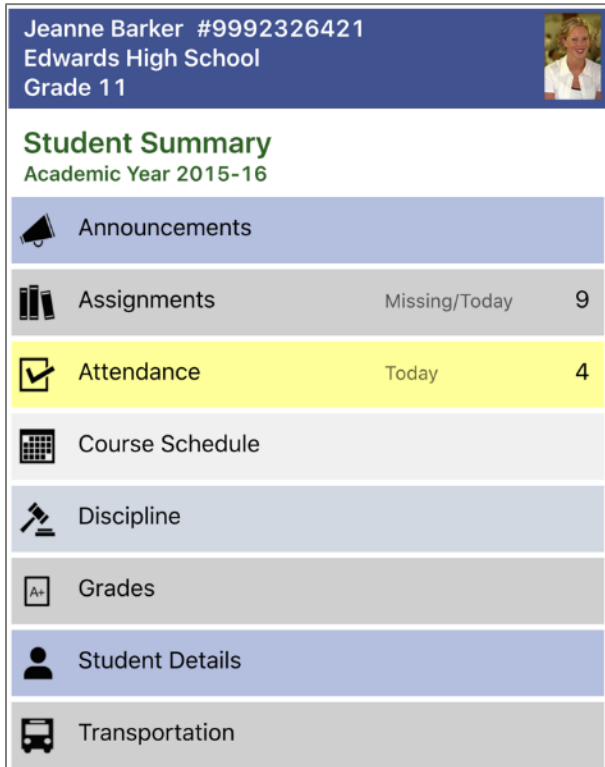 Jeanne Barker #9992326421
Edwards High School
Grade 11
Student Summary
Academic Year 2015-16
Announcements
Assignments Missing/Today 9
Attendance Today 4
Course Schedule
Discipline
A+ Grades
Student Details
Transportation